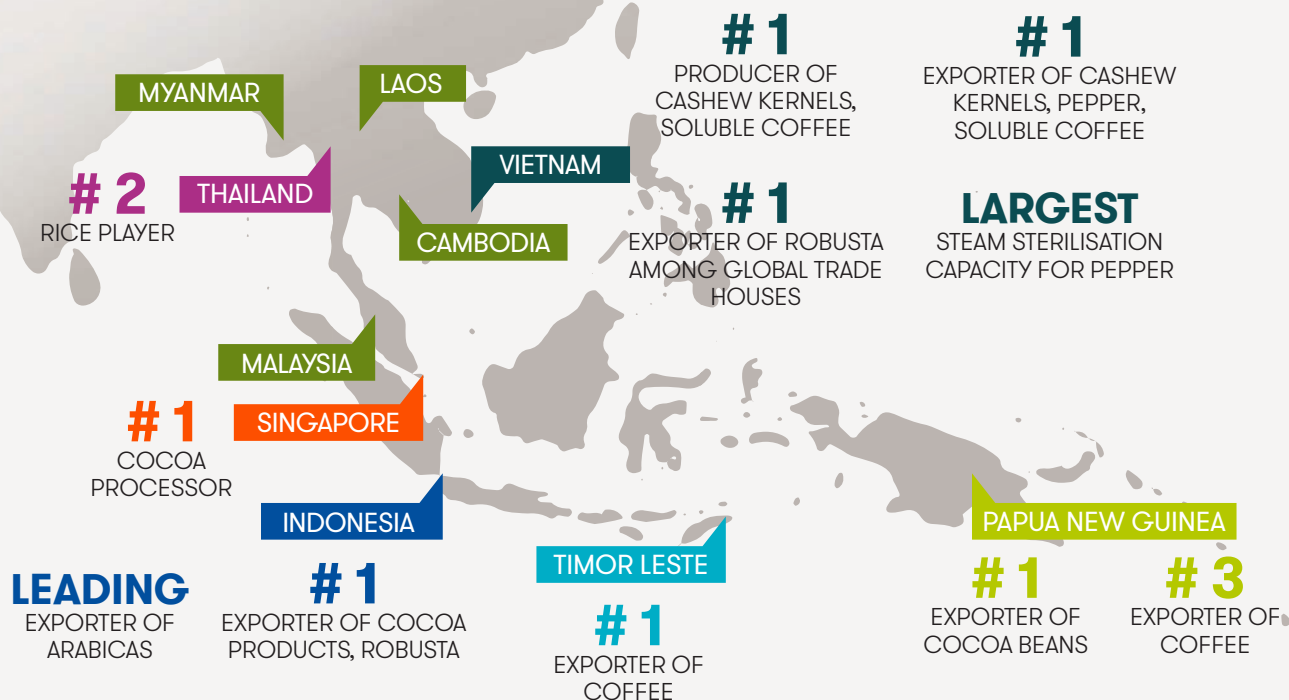 # 1
PRODUCER OF
CASHEW KERNELS,
SOLUBLE COFFEE
# 1
EXPORTER OF CASHEW
KERNELS, PEPPER,
SOLUBLE COFFEE
MYANMAR
LAOS
VIETNAM
# 2
RICE PLAYER
THAILAND
CAMBODIA
# 1
EXPORTER OF ROBUSTA
AMONG GLOBAL TRADE
HOUSES
LARGEST
STEAM STERILISATION
CAPACITY FOR PEPPER
MALAYSIA
SINGAPORE
# 1
COCOA
PROCESSOR
INDONESIA
LEADING
EXPORTER OF
ARABICAS
# 1
EXPORTER OF COCOA
PRODUCTS, ROBUSTA
TIMOR LESTE
# 1
EXPORTER OF
COFFEE
PAPUA NEW GUINEA
# 1
EXPORTER OF
COCOA BEANS
# 3
EXPORTER OF
COFFEE